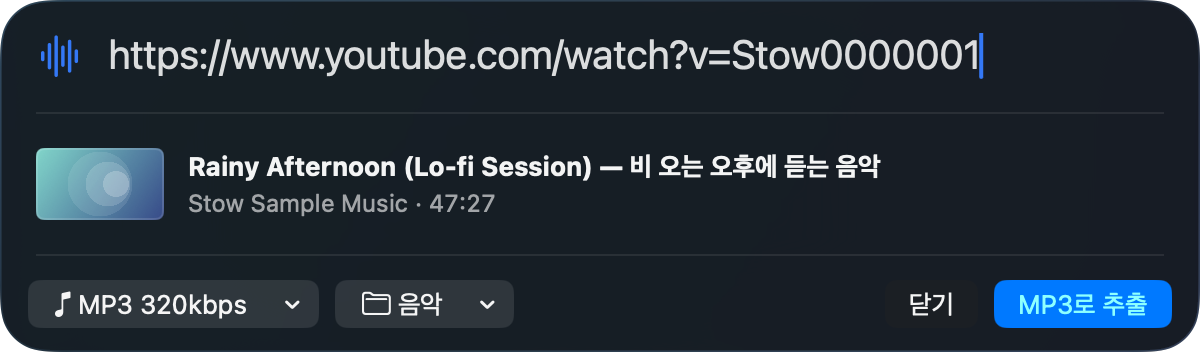 https://www.youtube.com/watch?v=Stow0000001
Rainy Afternoon (Lo-fi Session) — 비 오는 오후에 듣는 음악
Stow Sample Music · 47:27
MP3 320kbps
음악
닫기
MP3로 추출